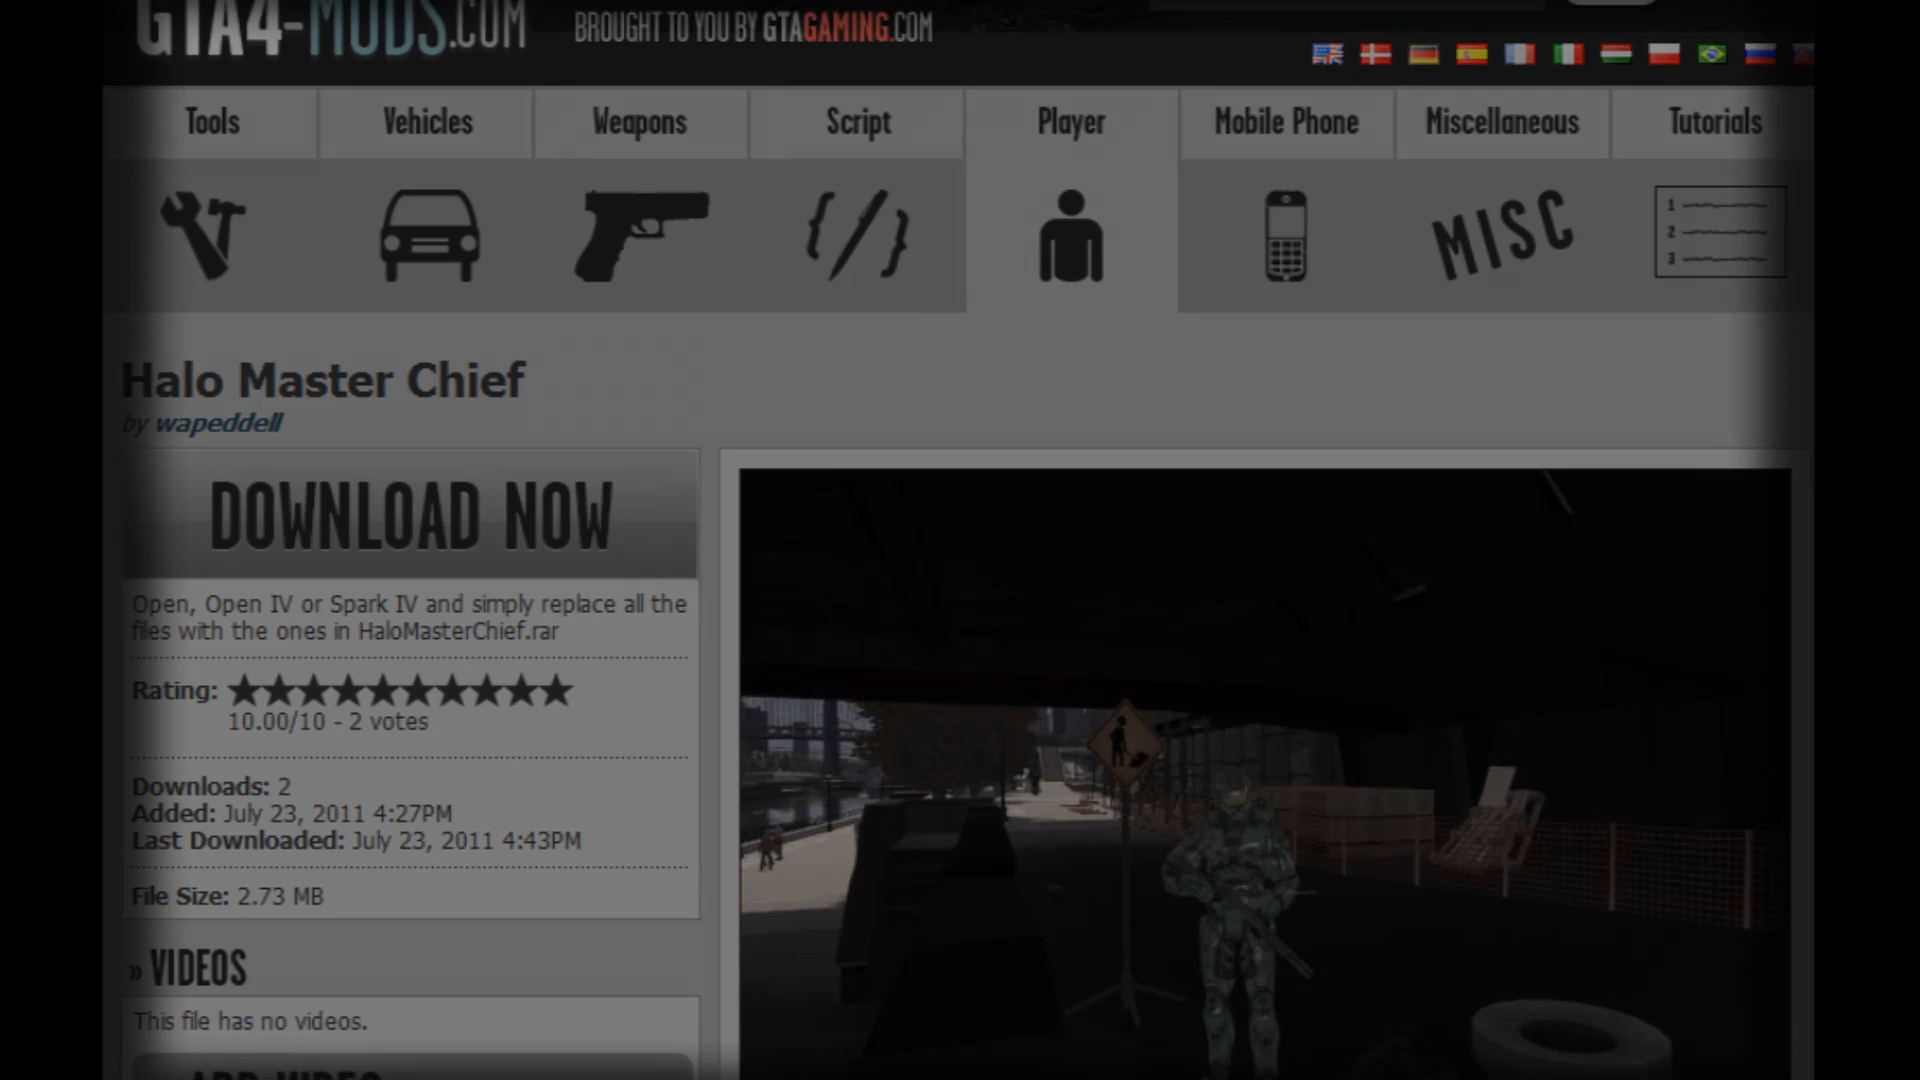 GTA4-MODS.COM
BROUGHT TO YOU BY GTAGAMING.COM
Tools
Vehicles
Weapons
Script
Player
Mobile Phone
Miscellaneous
Tutorials
MISC
1
2
3
Halo Master Chief
by wapeddell
DOWNLOAD NOW
Open, Open IV or Spark IV and simply replace all the
files with the ones in HaloMasterChief.rar
Rating:
10.00/10 - 2 votes
Downloads: 2
Added: July 23, 2011 4:27PM
Last Downloaded: July 23, 2011 4:43PM
File Size: 2.73 MB
» VIDEOS
This file has no videos.
ADD VIDEO